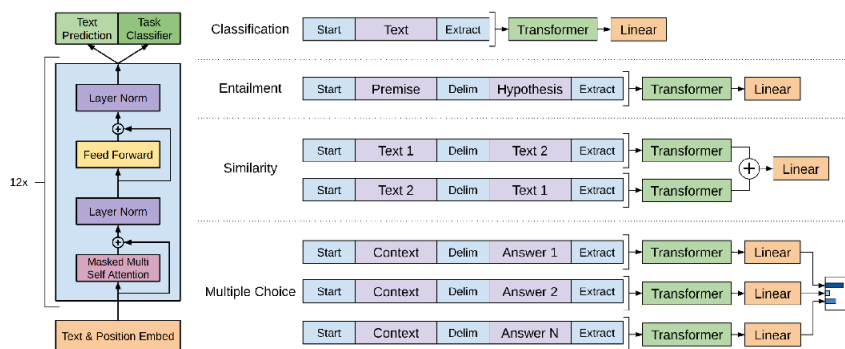 Text
Prediction
Task
Classifier
Layer Norm
Feed Forward
12x
Layer Norm
Masked Multi
Self Attention
Text & Position Embed
Classification
Start Text Extract Transformer Linear
Entailment
Start Premise Delim Hypothesis Extract Transformer Linear
Similarity
Start Text 1 Delim Text 2 Extract Transformer
Linear
Start Text 2 Delim Text 1 Extract Transformer
Multiple Choice
Start Context Delim Answer 1 Extract Transformer Linear
Start Context Delim Answer 2 Extract Transformer Linear
Start Context Delim Answer N Extract Transformer Linear